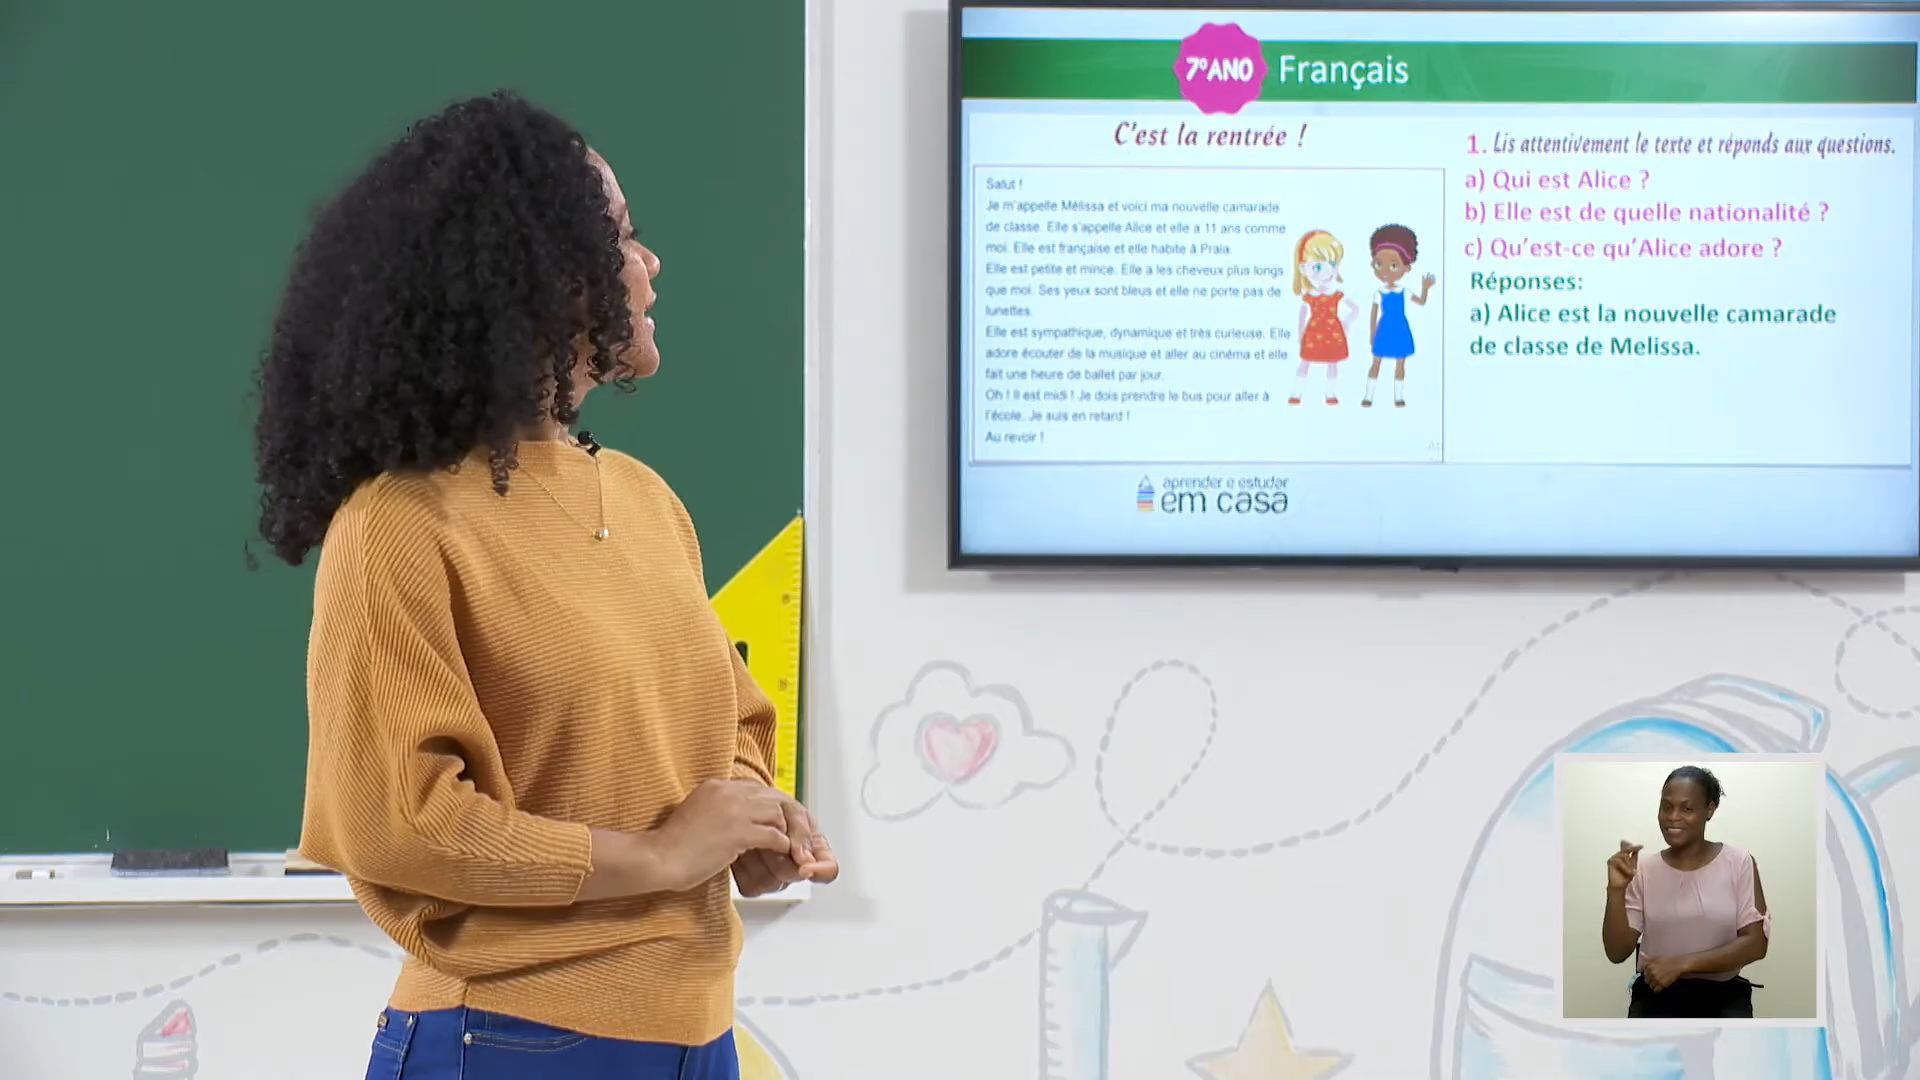 7ºANO Français
C'est la rentrée !
Salut !
Je m'appelle Mélissa et voici ma nouvelle camarade
de classe. Elle s'appelle Alice et elle a 11 ans comme
moi. Elle est française et elle habite à Praia.
Elle est petite et mince. Elle a les cheveux plus longs
que moi. Ses yeux sont bleus et elle ne porte pas de
lunettes.
Elle est sympathique, dynamique et très curieuse. Elle
adore écouter de la musique et aller au cinéma et elle
fait une heure de ballet par jour.
Oh ! Il est midi ! Je dois prendre le bus pour aller à
l'école. Je suis en retard !
Au revoir !
1. Lis attentivement le texte et réponds aux questions.
a) Qui est Alice ?
b) Elle est de quelle nationalité ?
c) Qu'est-ce qu'Alice adore ?
Réponses:
a) Alice est la nouvelle camarade
de classe de Melissa.
aprender e estudar
em casa